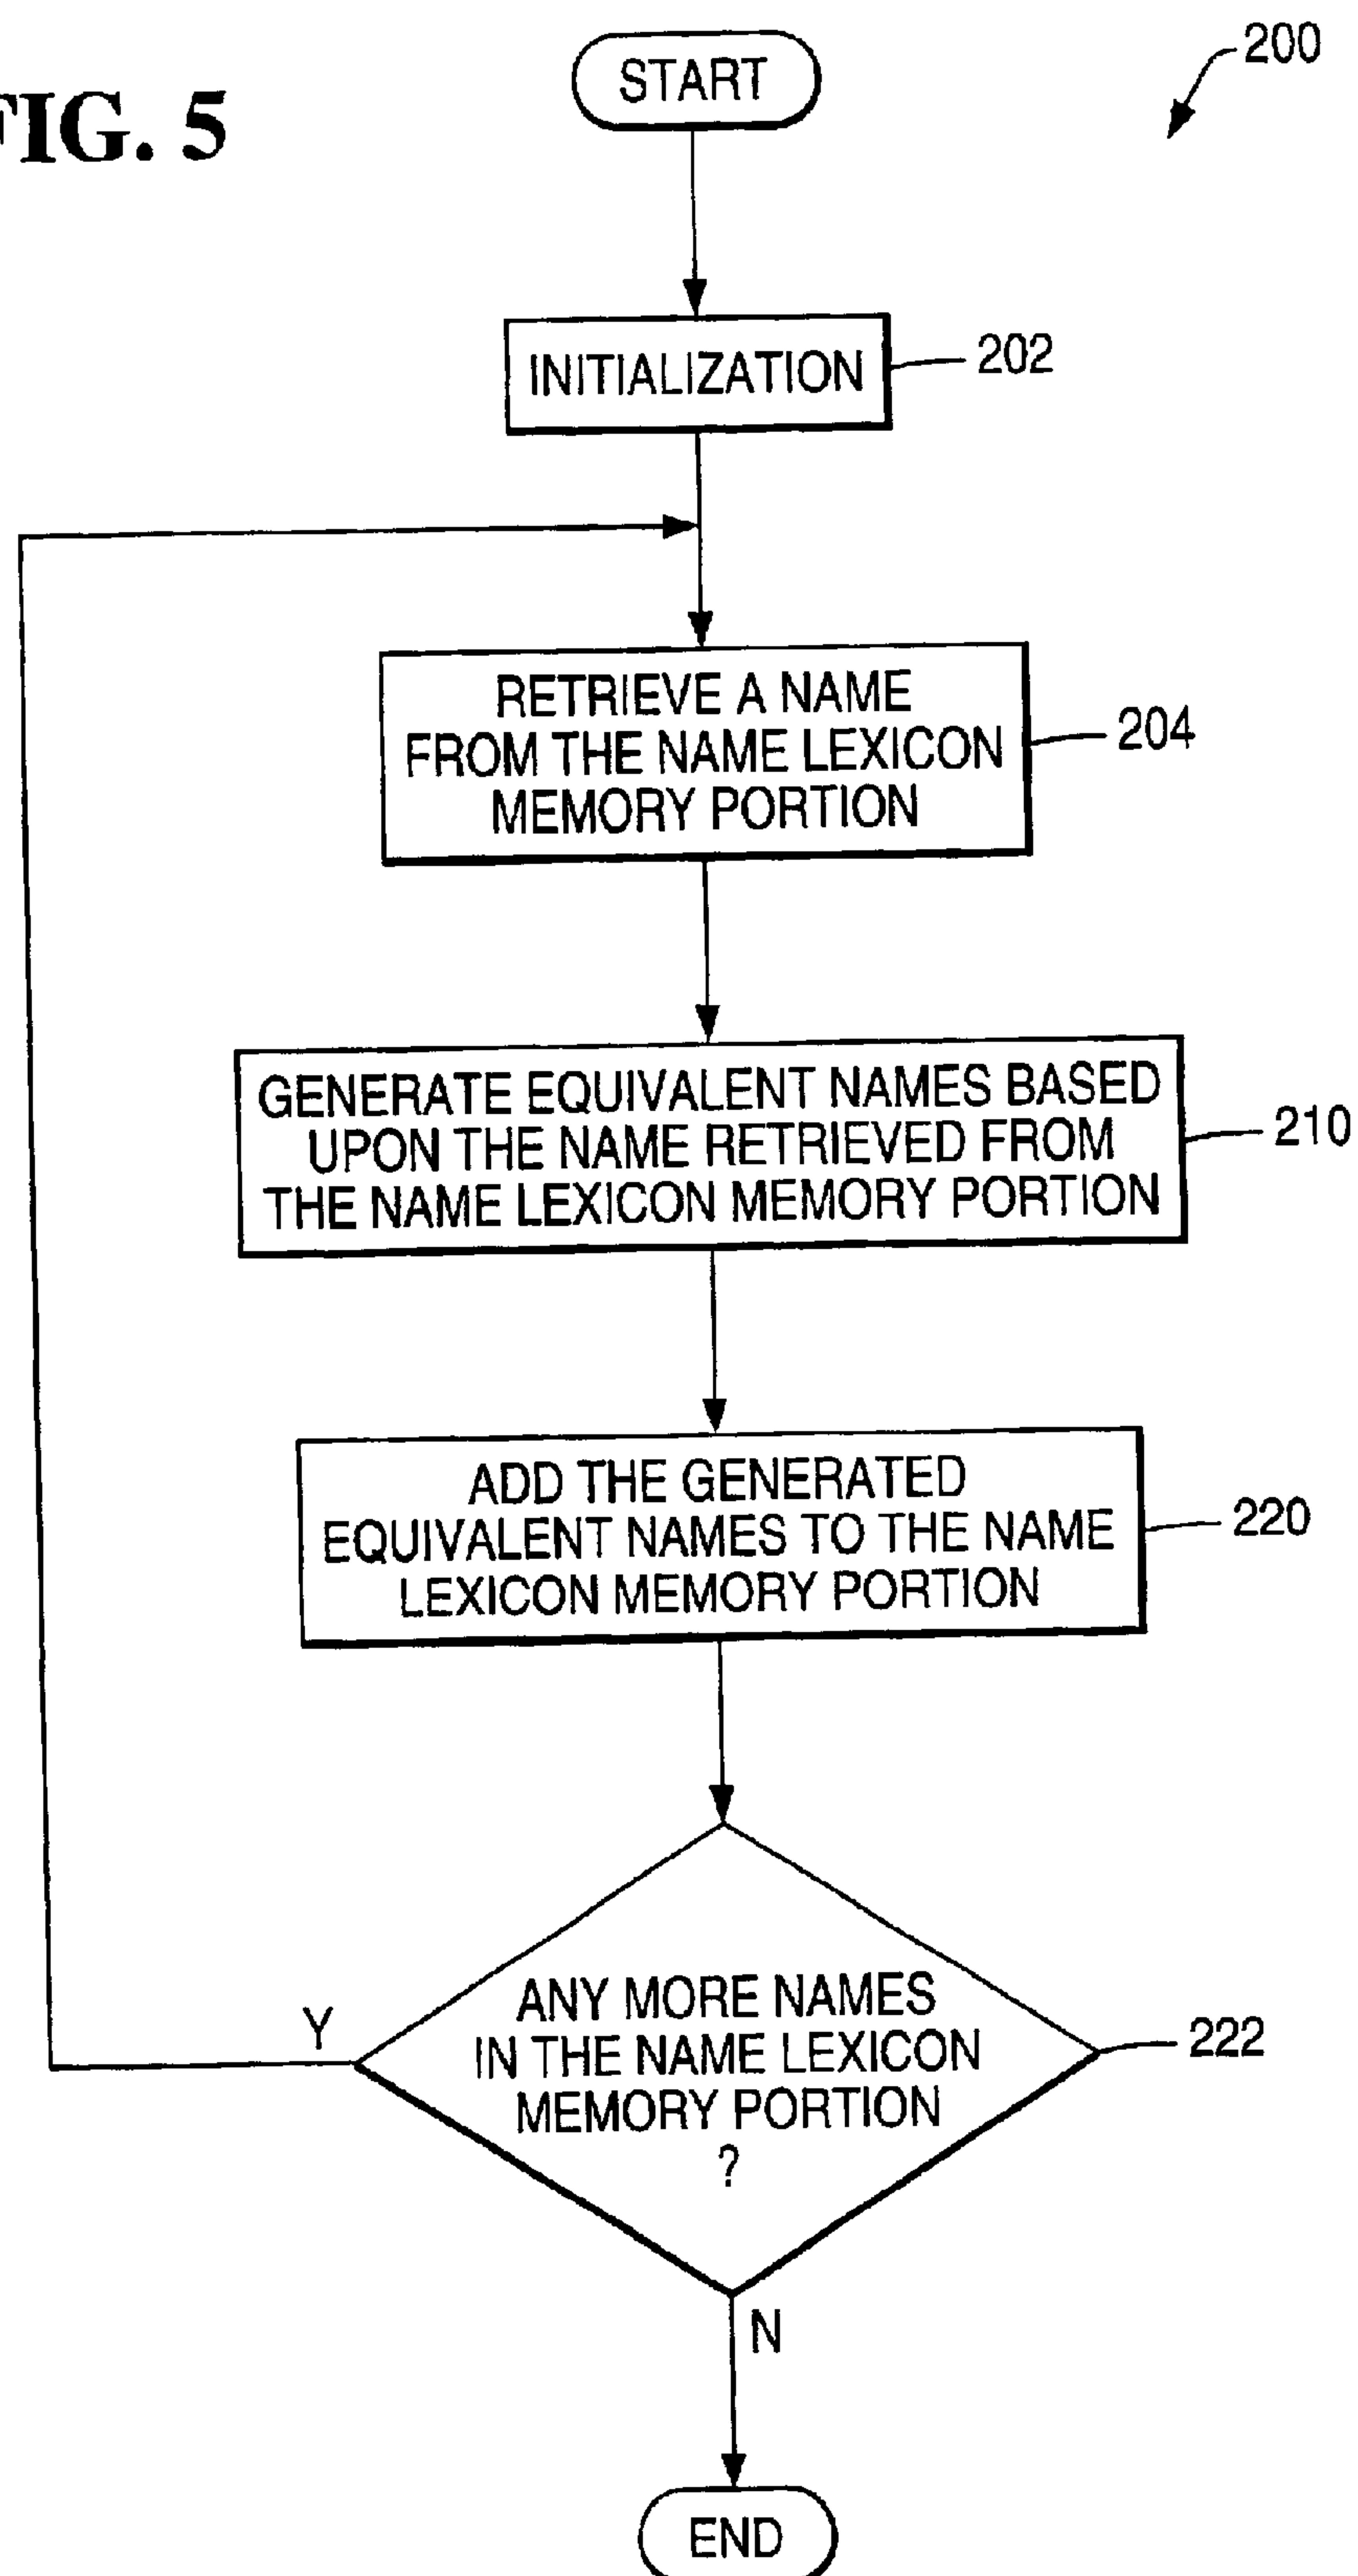 FIG. 5
START
200
INITIALIZATION
202
RETRIEVE A NAME
FROM THE NAME LEXICON
MEMORY PORTION
204
GENERATE EQUIVALENT NAMES BASED
UPON THE NAME RETRIEVED FROM
THE NAME LEXICON MEMORY PORTION
210
ADD THE GENERATED
EQUIVALENT NAMES TO THE NAME
LEXICON MEMORY PORTION
220
Y
ANY MORE NAMES
IN THE NAME LEXICON
MEMORY PORTION
?
222
N
END